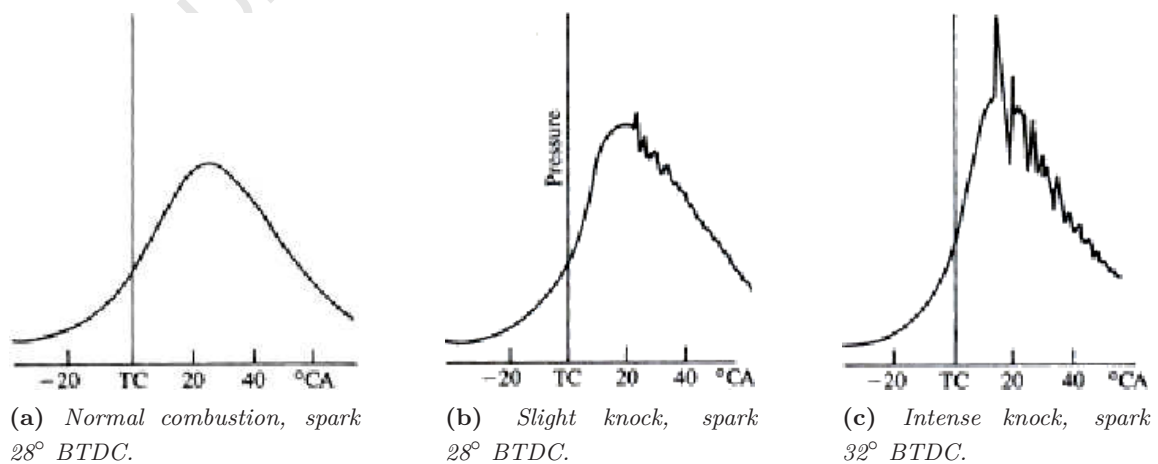 Pressure
−20 TC 20 40 °CA
−20 TC 20 40 °CA
−20 TC 20 40 °CA
(a) Normal combustion, spark
28° BTDC.
(b) Slight knock, spark
28° BTDC.
(c) Intense knock, spark
32° BTDC.